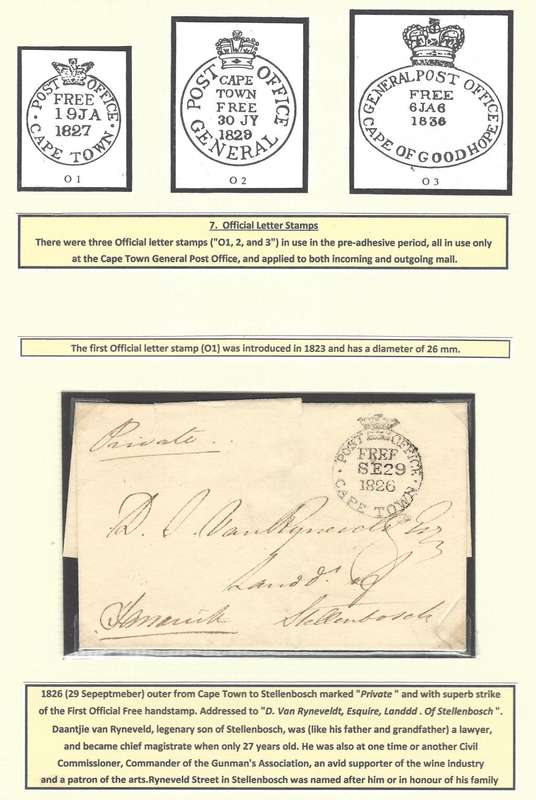 POST OFFICE
FREE
19JA
1827
CAPE TOWN
O1
POST OFFICE
CAPE
TOWN
FREE
30 JY
1829
GENERAL
O2
GENERAL POST OFFICE
FREE
6JA6
1836
CAPE OF GOOD HOPE
O3
7. Official Letter Stamps
There were three Official letter stamps ("O1, 2, and 3") in use in the pre-adhesive period, all in use only
at the Cape Town General Post Office, and applied to both incoming and outgoing mall.
The first Official letter stamp (O1) was introduced in 1823 and has a diameter of 26 mm.
Private
POST OFFICE
FREE
SE29
1826
CAPE TOWN
D. J. Van Ryneveld Esq
Landd. of
Stellenbosch
1826 (29 Sepeptmeber) outer from Cape Town to Stellenbosch marked "Private " and with superb strike
of the First Official Free handstamp. Addressed to "D. Van Ryneveldt, Esquire, Landdd . Of Stellenbosch ".
Daantjie van Ryneveld, legenary son of Stellenbosch, was (like his father and grandfather) a lawyer,
and became chief magistrate when only 27 years old. He was also at one time or another Civil
Commissioner, Commander of the Gunman's Association, an avid supporter of the wine industry
and a patron of the arts.Ryneveld Street in Stellenbosch was named after him or in honour of his family